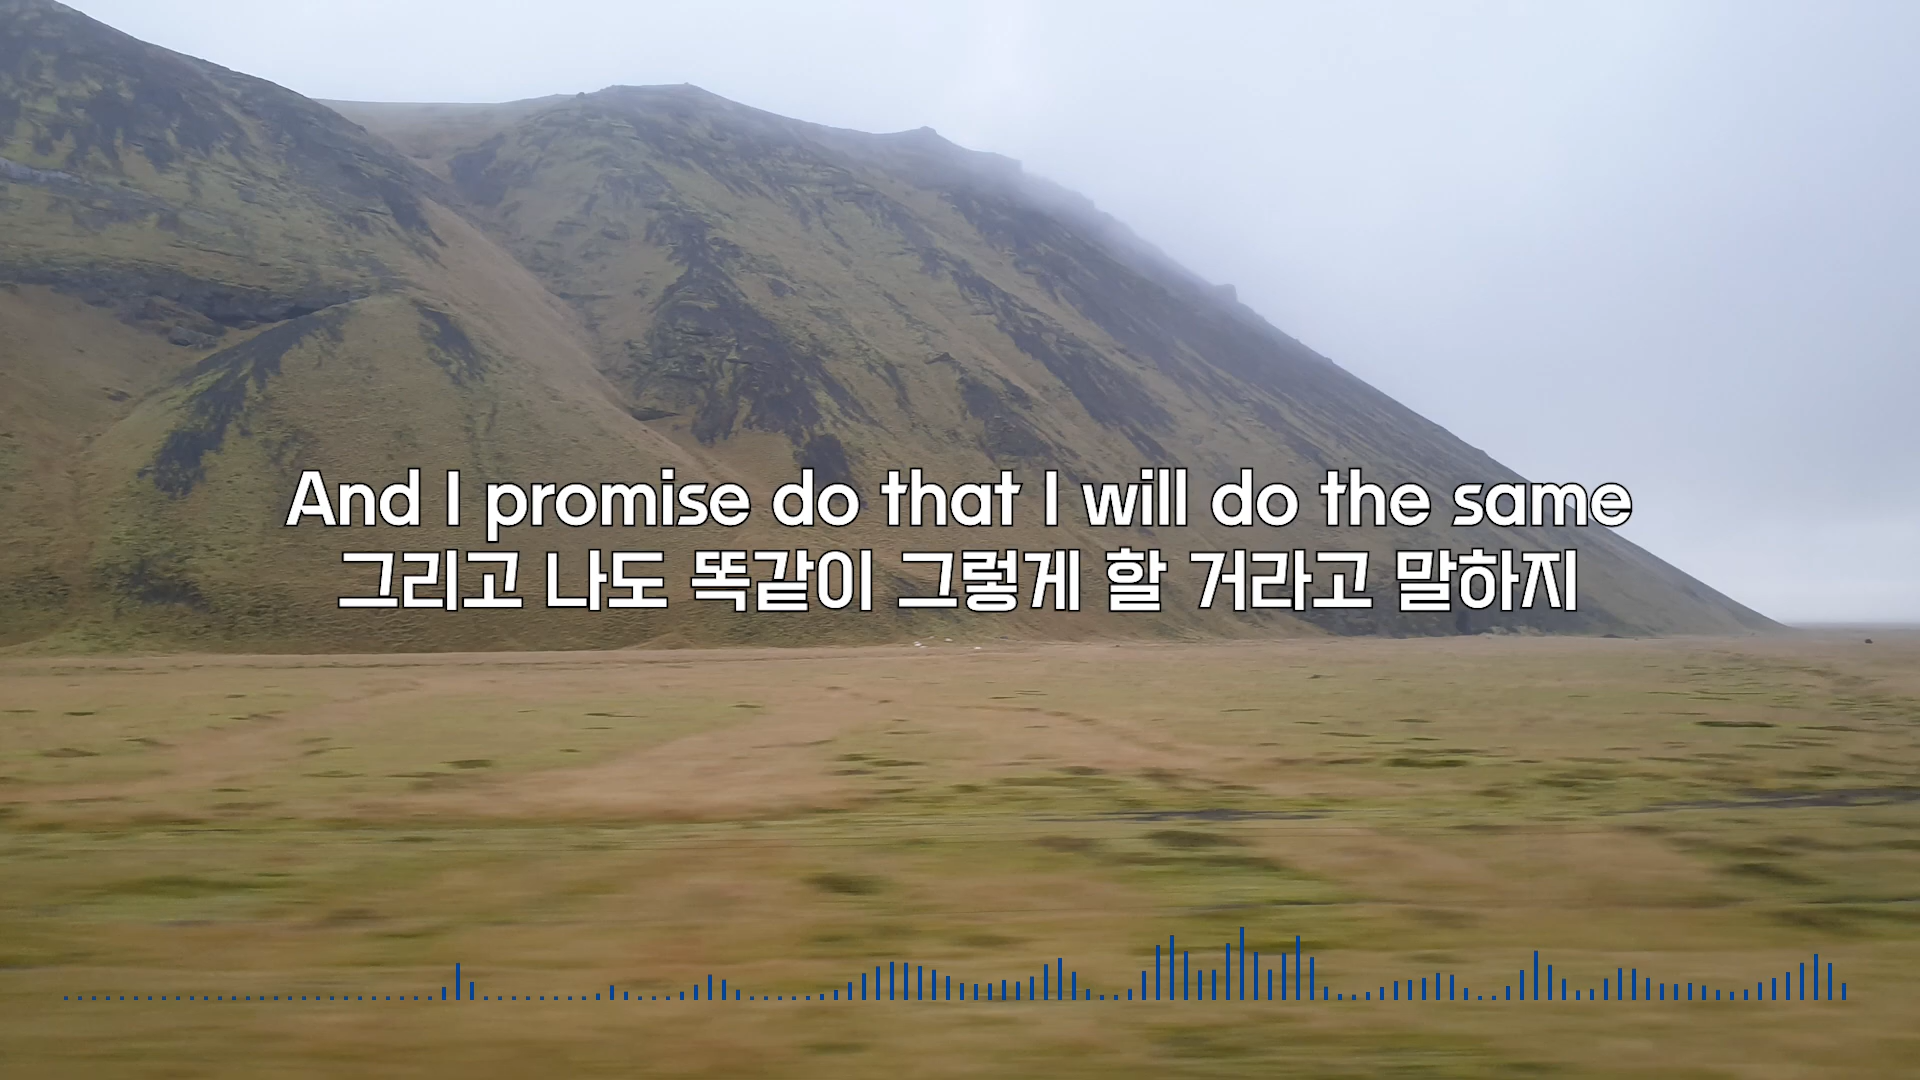 And I promise do that I will do the same
그리고 나도 똑같이 그렇게 할 거라고 말하지